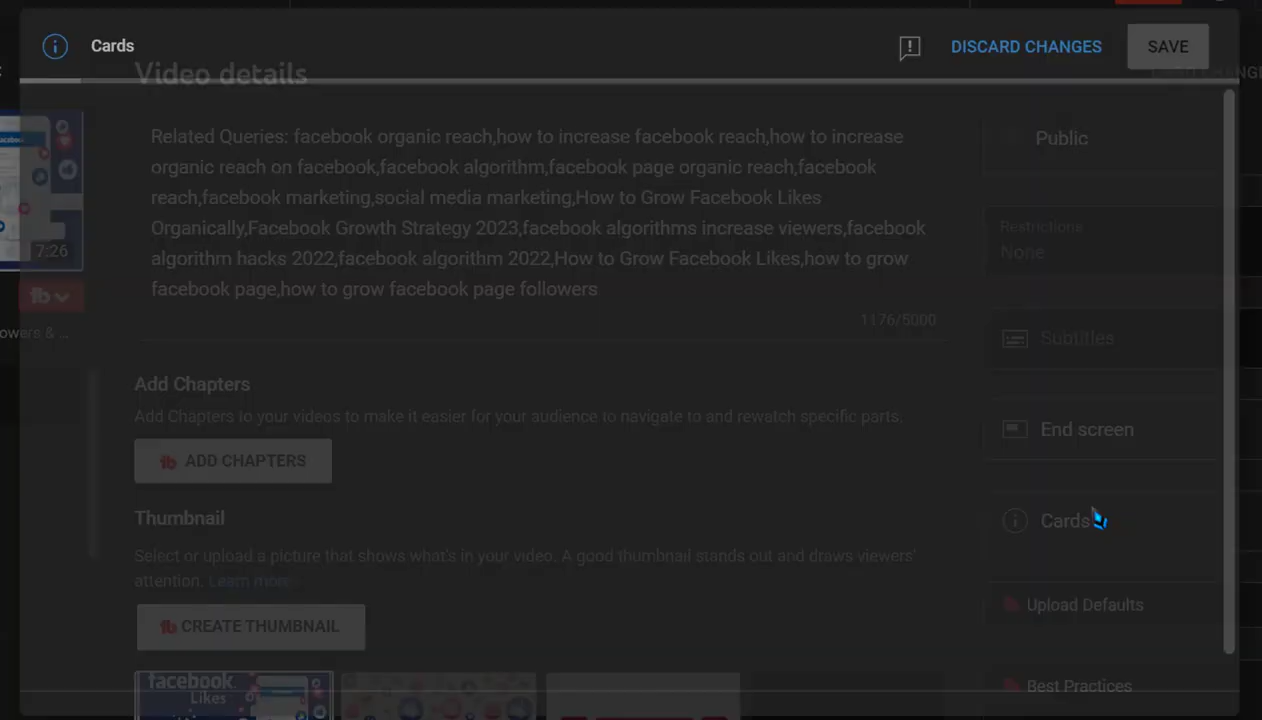 Cards
DISCARD CHANGES
SAVE
Video details
Related Queries: facebook organic reach,how to increase facebook reach,how to increase
organic reach on facebook,facebook algorithm,facebook page organic reach,facebook
reach,facebook marketing,social media marketing,How to Grow Facebook Likes
Organically,Facebook Growth Strategy 2023,facebook algorithms increase viewers,facebook
algorithm hacks 2022,facebook algorithm 2022,How to Grow Facebook Likes,how to grow
facebook page,how to grow facebook page followers
1176/5000
7:26
owers & ...
Add Chapters
Add Chapters to your videos to make it easier for your audience to navigate to and rewatch specific parts.
ADD CHAPTERS
Thumbnail
Select or upload a picture that shows what's in your video. A good thumbnail stands out and draws viewers'
attention. Learn more
CREATE THUMBNAIL
facebook
Likes
Public
Restrictions
None
Subtitles
End screen
Cards
Upload Defaults
Best Practices